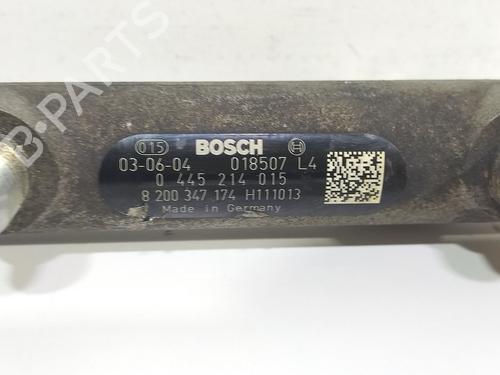 B-PARTS
015 BOSCH
03-06-04 018507 L4
0 445 214 015
8 200 347 174 H111013
Made in Germany